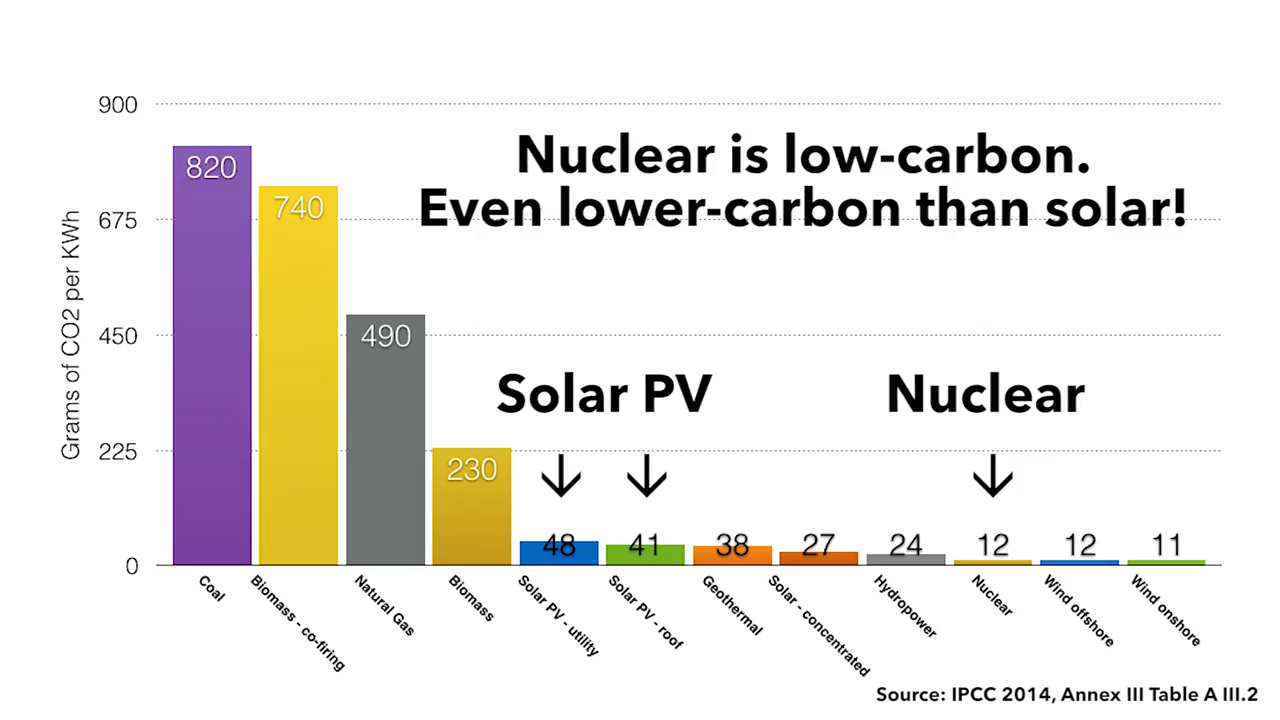 Nuclear is low-carbon.
Even lower-carbon than solar!
Grams of CO2 per KWh
900
675
450
225
0
820
740
490
230
48
41
38
27
24
12
12
11
Solar PV
Nuclear
Coal
Biomass - co-firing
Natural Gas
Biomass
Solar PV - utility
Solar PV - roof
Geothermal
Solar - concentrated
Hydropower
Nuclear
Wind offshore
Wind onshore
Source: IPCC 2014, Annex III Table A III.2